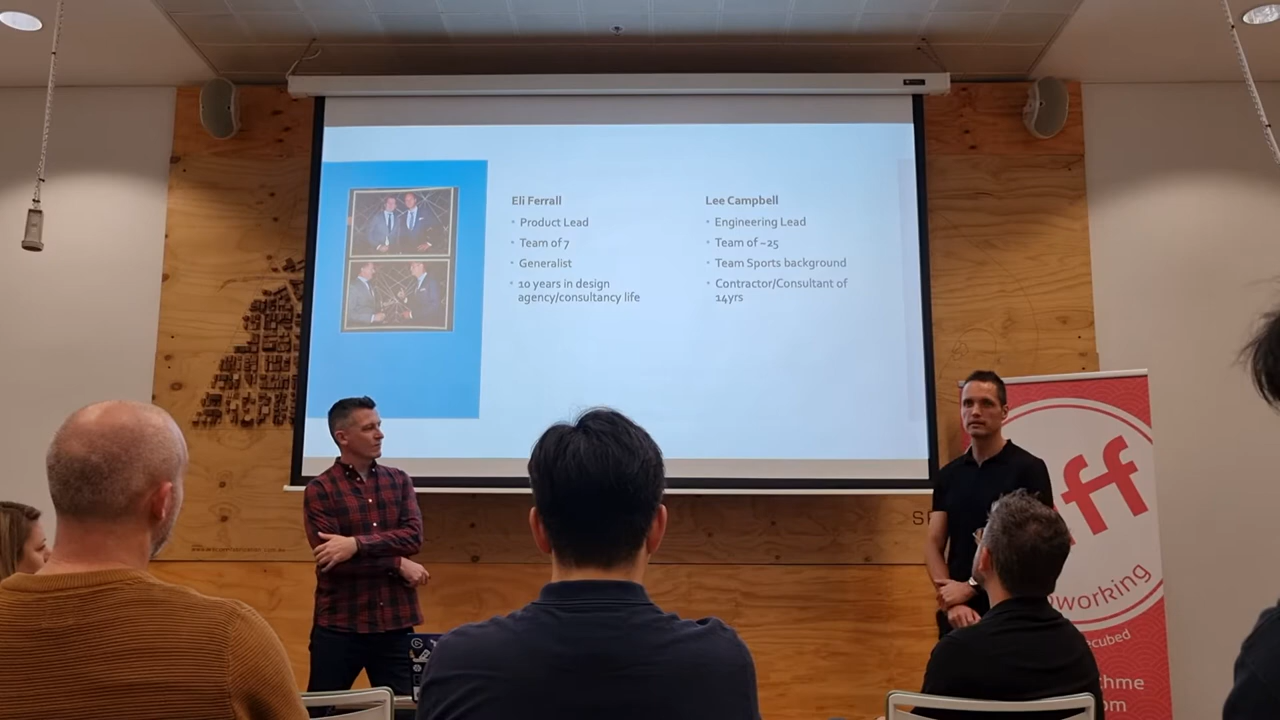 Eli Ferrall
• Product Lead
• Team of 7
• Generalist
• 10 years in design
agency/consultancy life
Lee Campbell
• Engineering Lead
• Team of ~25
• Team Sports background
• Contractor/Consultant of
14yrs
ff
working
cubed